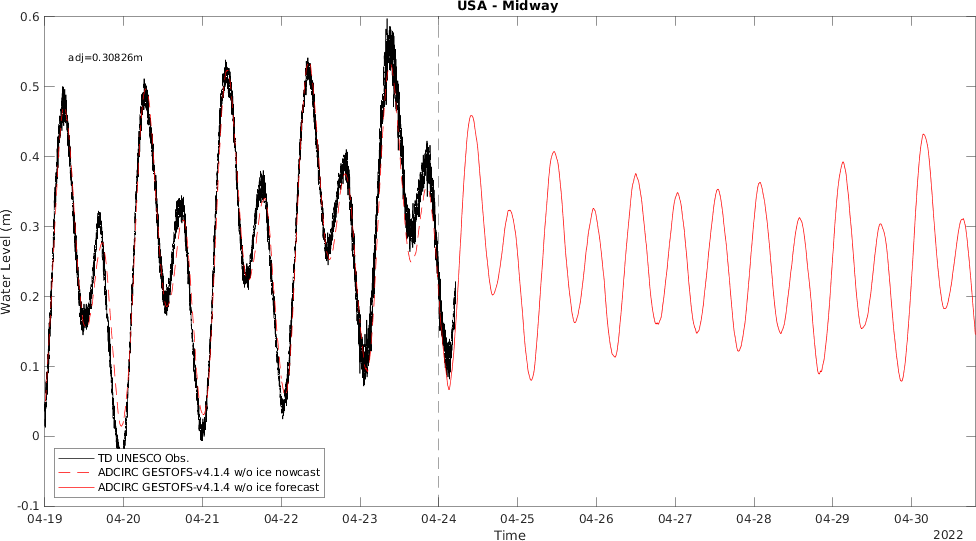 USA - Midway
adj=0.30826m
Water Level (m)
0.6
0.5
0.4
0.3
0.2
0.1
0
-0.1
TD UNESCO Obs.
ADCIRC GESTOFS-v4.1.4 w/o ice nowcast
ADCIRC GESTOFS-v4.1.4 w/o ice forecast
04-19 04-20 04-21 04-22 04-23 04-24 04-25 04-26 04-27 04-28 04-29 04-30
Time
2022